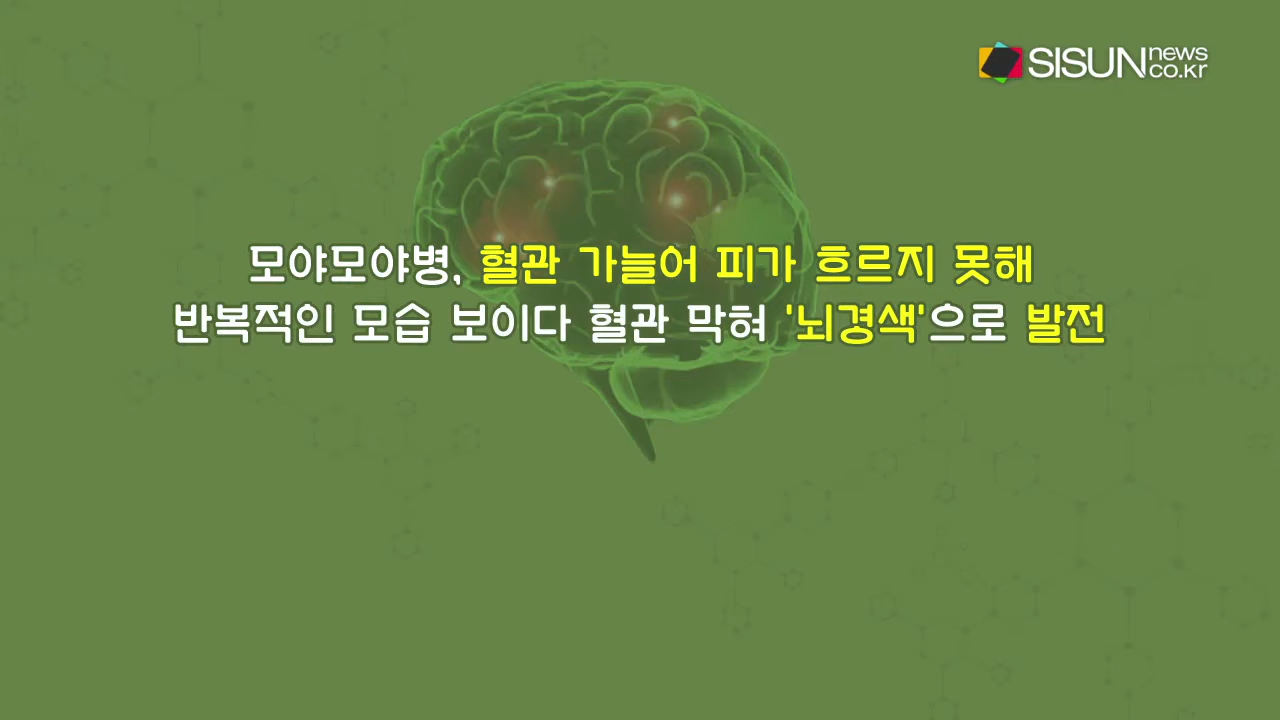 SISUN news
co.kr
모야모야병, 혈관 가늘어 피가 흐르지 못해
반복적인 모습 보이다 혈관 막혀 '뇌경색'으로 발전